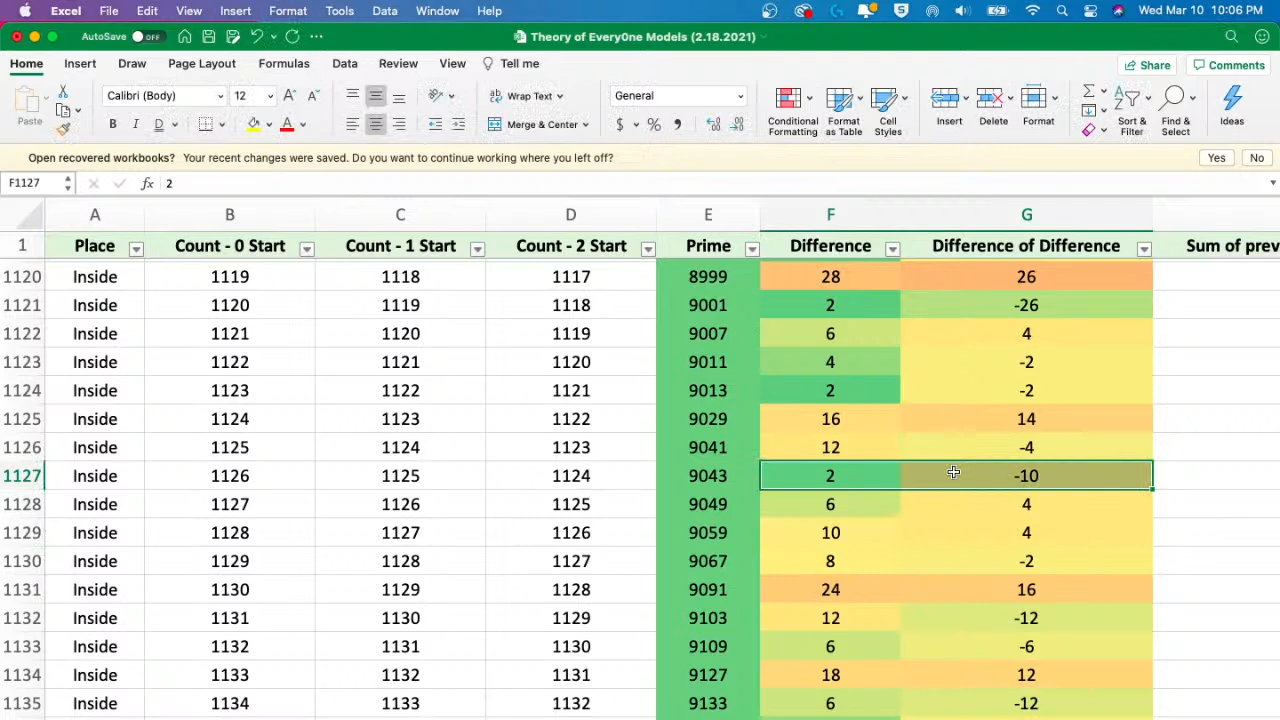 Excel File Edit View Insert Format Tools Data Window Help Wed Mar 10 10:06 PM
AutoSave OFF Theory of EveryOne Models (2.18.2021)
Home Insert Draw Page Layout Formulas Data Review View Tell me Share Comments
Paste Calibri (Body) 12 Wrap Text General Conditional Formatting Format as Table Cell Styles Insert Delete Format Sort & Filter Find & Select Ideas
B I D A Merge & Center $ %
Open recovered workbooks? Your recent changes were saved. Do you want to continue working where you left off? Yes No
F1127 fx 2
A B C D E F G
1 Place Count - 0 Start Count - 1 Start Count - 2 Start Prime Difference Difference of Difference Sum of prev
1120 Inside 1119 1118 1117 8999 28 26
1121 Inside 1120 1119 1118 9001 2 -26
1122 Inside 1121 1120 1119 9007 6 4
1123 Inside 1122 1121 1120 9011 4 -2
1124 Inside 1123 1122 1121 9013 2 -2
1125 Inside 1124 1123 1122 9029 16 14
1126 Inside 1125 1124 1123 9041 12 -4
1127 Inside 1126 1125 1124 9043 2 -10
1128 Inside 1127 1126 1125 9049 6 4
1129 Inside 1128 1127 1126 9059 10 4
1130 Inside 1129 1128 1127 9067 8 -2
1131 Inside 1130 1129 1128 9091 24 16
1132 Inside 1131 1130 1129 9103 12 -12
1133 Inside 1132 1131 1130 9109 6 -6
1134 Inside 1133 1132 1131 9127 18 12
1135 Inside 1134 1133 1132 9133 6 -12